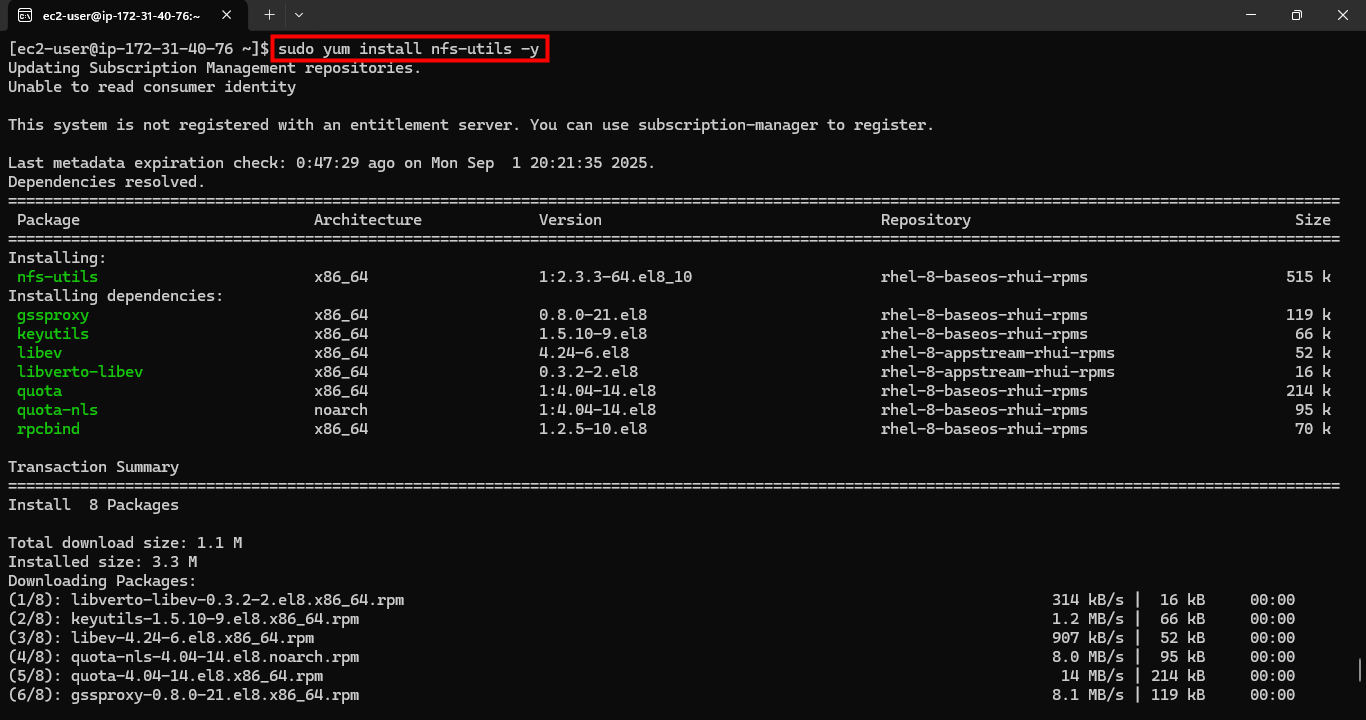 ec2-user@ip-172-31-40-76:~
[ec2-user@ip-172-31-40-76 ~]$ sudo yum install nfs-utils -y
Updating Subscription Management repositories.
Unable to read consumer identity
This system is not registered with an entitlement server. You can use subscription-manager to register.
Last metadata expiration check: 0:47:29 ago on Mon Sep  1 20:21:35 2025.
Dependencies resolved.
================================================================================
Package Architecture Version Repository Size
================================================================================
Installing:
nfs-utils x86_64 1:2.3.3-64.el8_10 rhel-8-baseos-rhui-rpms 515 k
Installing dependencies:
gssproxy x86_64 0.8.0-21.el8 rhel-8-baseos-rhui-rpms 119 k
keyutils x86_64 1.5.10-9.el8 rhel-8-baseos-rhui-rpms 66 k
libev x86_64 4.24-6.el8 rhel-8-appstream-rhui-rpms 52 k
libverto-libev x86_64 0.3.2-2.el8 rhel-8-appstream-rhui-rpms 16 k
quota x86_64 1:4.04-14.el8 rhel-8-baseos-rhui-rpms 214 k
quota-nls noarch 1:4.04-14.el8 rhel-8-baseos-rhui-rpms 95 k
rpcbind x86_64 1.2.5-10.el8 rhel-8-baseos-rhui-rpms 70 k
Transaction Summary
================================================================================
Install  8 Packages
Total download size: 1.1 M
Installed size: 3.3 M
Downloading Packages:
(1/8): libverto-libev-0.3.2-2.el8.x86_64.rpm 314 kB/s |  16 kB 00:00
(2/8): keyutils-1.5.10-9.el8.x86_64.rpm 1.2 MB/s |  66 kB 00:00
(3/8): libev-4.24-6.el8.x86_64.rpm 907 kB/s |  52 kB 00:00
(4/8): quota-nls-4.04-14.el8.noarch.rpm 8.0 MB/s |  95 kB 00:00
(5/8): quota-4.04-14.el8.x86_64.rpm 14 MB/s | 214 kB 00:00
(6/8): gssproxy-0.8.0-21.el8.x86_64.rpm 8.1 MB/s | 119 kB 00:00